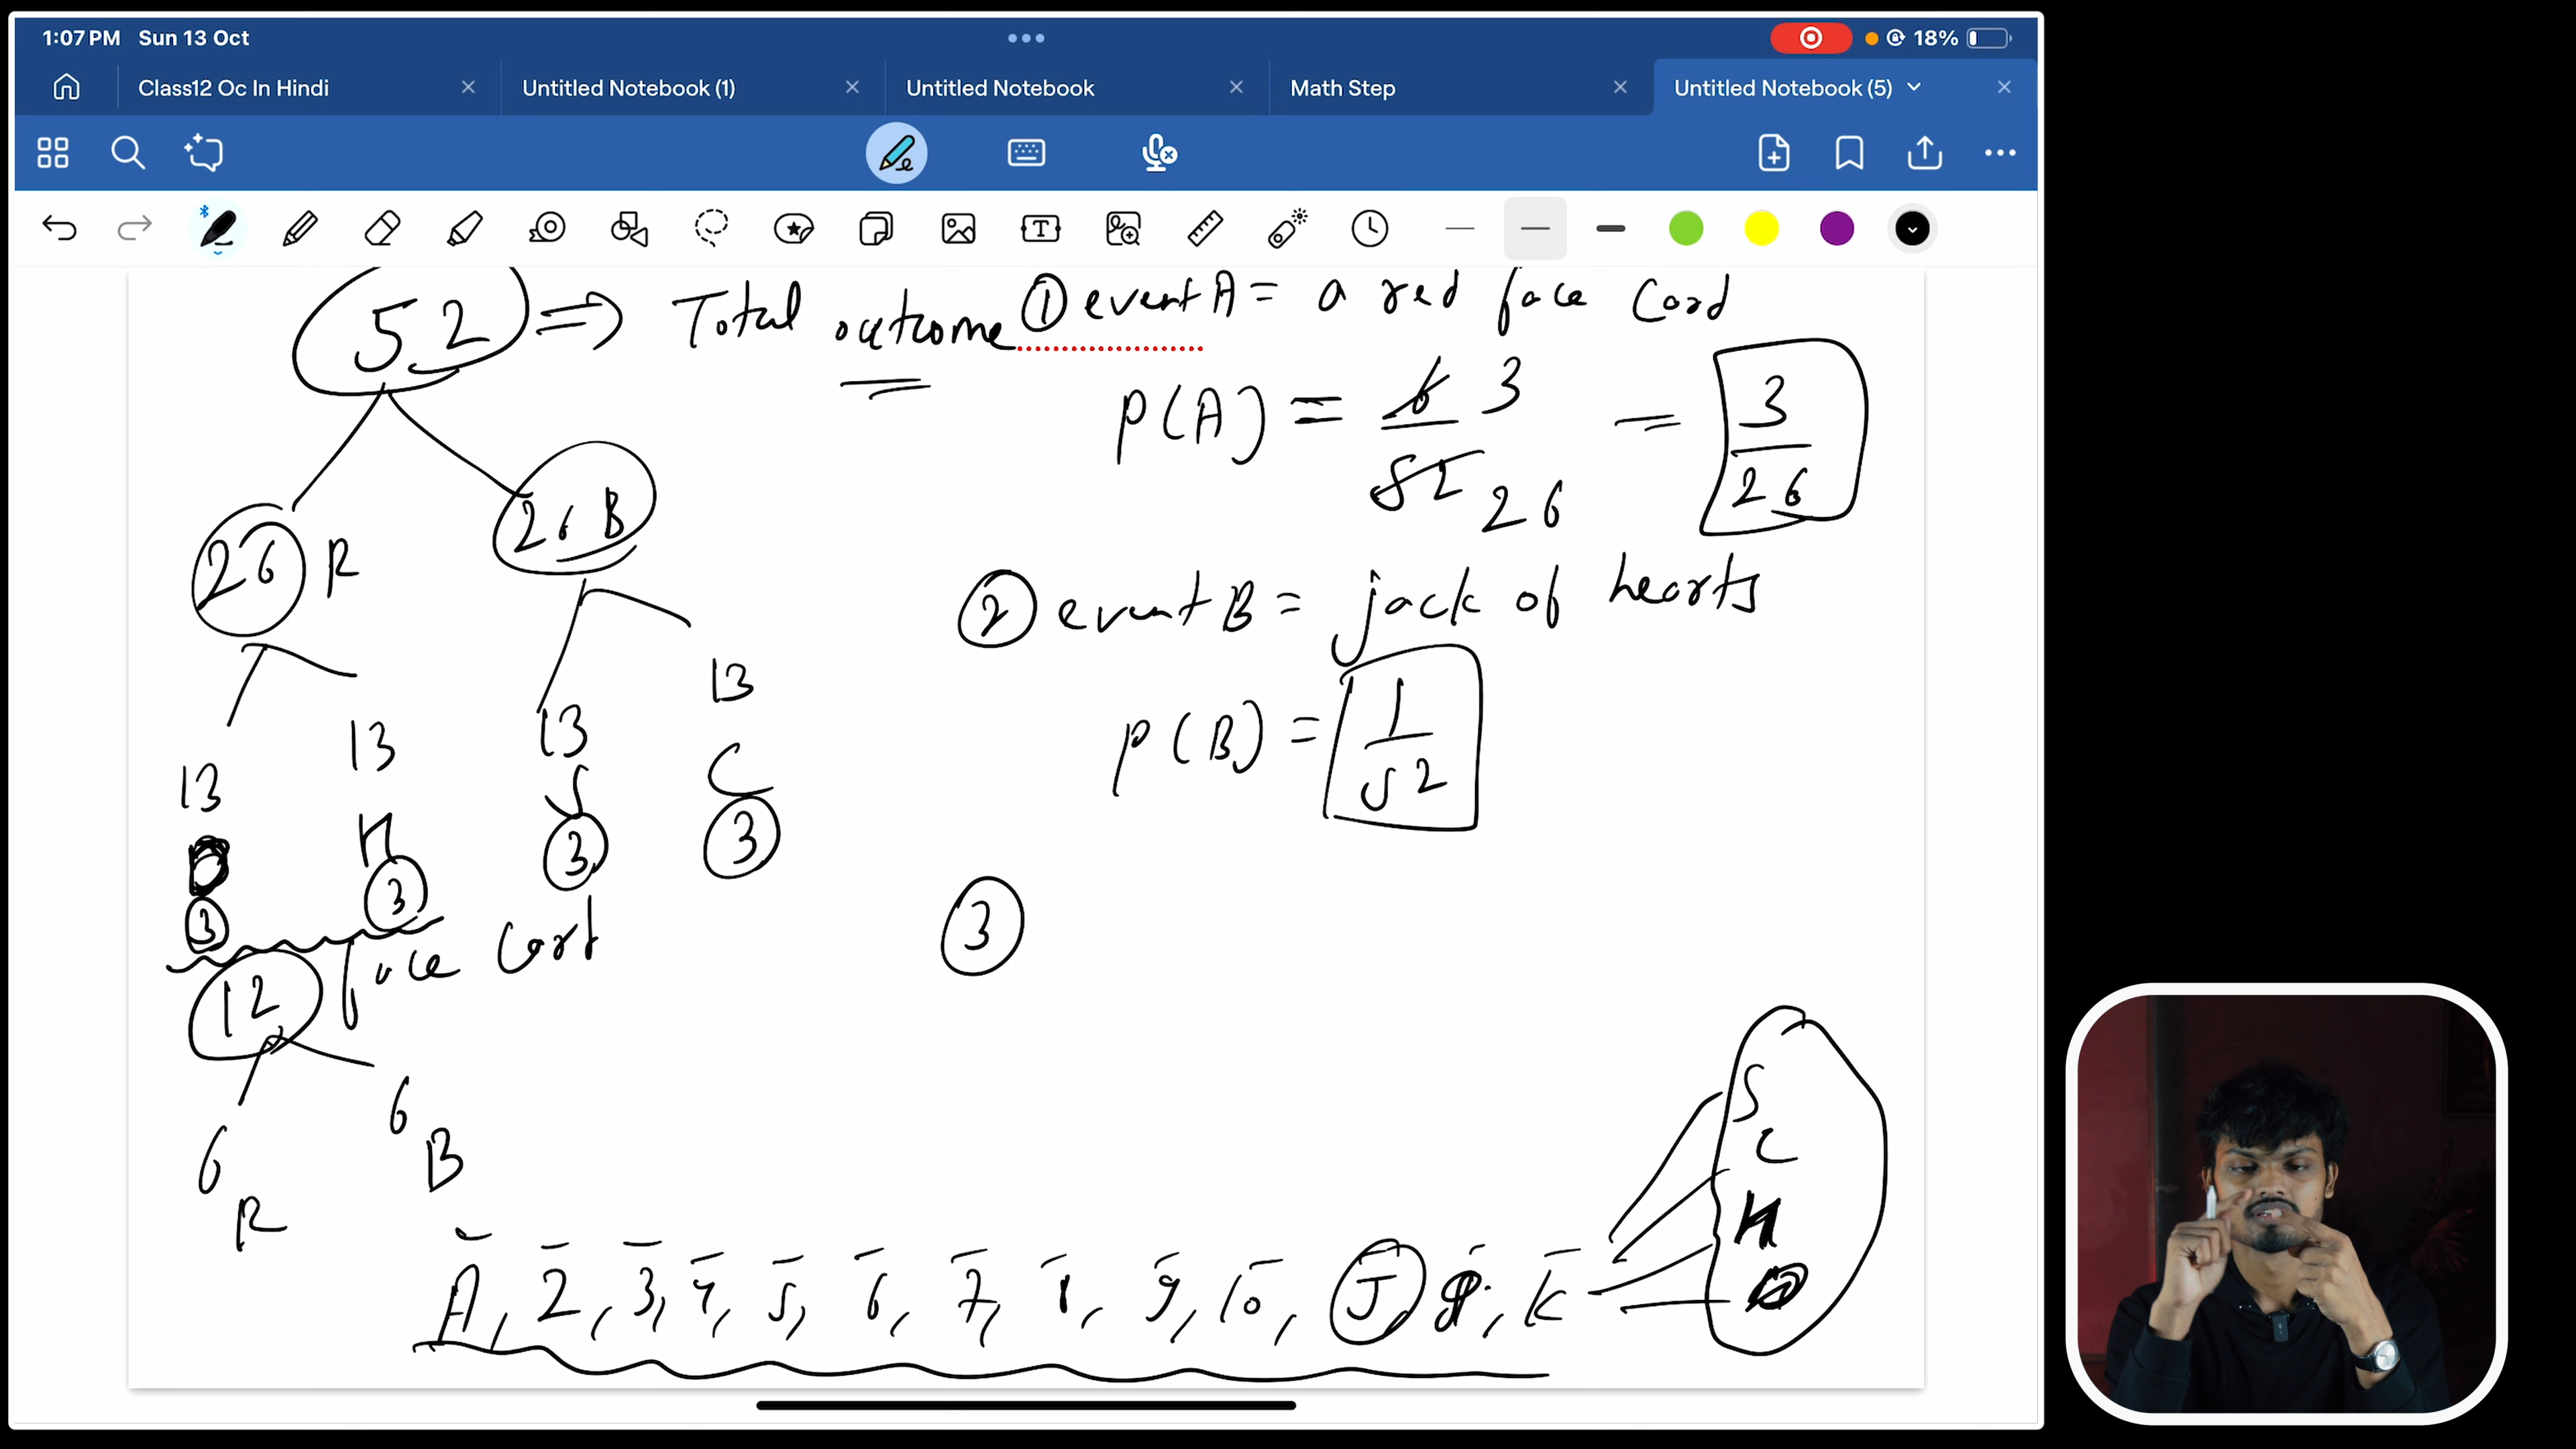 1:07 PM Sun 13 Oct
18%
Class12 Oc In Hindi
Untitled Notebook (1)
Untitled Notebook
Math Step
Untitled Notebook (5)
52 ⇒ Total outcome
① event A = a red face Card
P(A) = 6 3 / 52 26 = 3/26
26 R
26 B
② event B = jack of hearts
P(B) = 1/52
13
13
13
13
H
S
C
3
3
3
3
③
12 face Card
6 R
6 B
S
C
H
A, 2, 3, 4, 5, 6, 7, 8, 9, 10, J, K